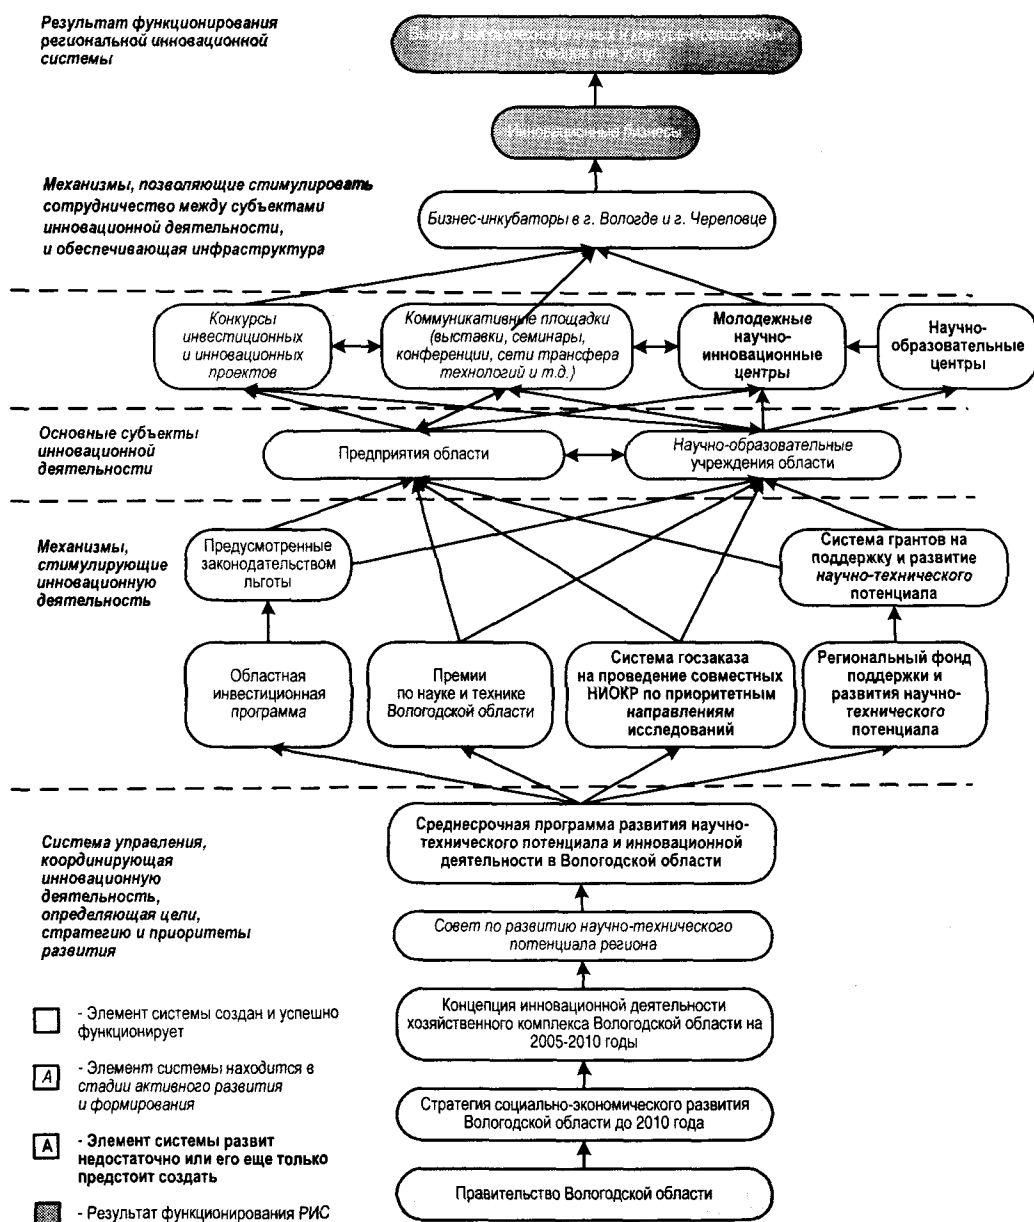 Результат функционирования
региональной инновационной
системы
Инновационные бизнесы
Механизмы, позволяющие стимулировать
сотрудничество между субъектами
инновационной деятельности,
и обеспечивающая инфраструктура
Бизнес-инкубаторы в г. Вологде и г. Череповце
Конкурсы
инвестиционных
и инновационных
проектов
Коммуникативные площадки
(выставки, семинары,
конференции, сети трансфера
технологий и т.д.)
Молодежные
научно-
инновационные
центры
Научно-
образовательные
центры
Основные субъекты
инновационной
деятельности
Предприятия области
Научно-образовательные
учреждения области
Механизмы,
стимулирующие
инновационную
деятельность
Предусмотренные
законодательством
льготы
Система грантов на
поддержку и развитие
научно-технического
потенциала
Областная
инвестиционная
программа
Премии
по науке и технике
Вологодской области
Система госзаказа
на проведение совместных
НИОКР по приоритетным
направлениям
исследований
Региональный фонд
поддержки и
развития научно-
технического
потенциала
Система управления,
координирующая
инновационную
деятельность,
определяющая цели,
стратегию и приоритеты
развития
Среднесрочная программа развития научно-
технического потенциала и инновационной
деятельности в Вологодской области
Совет по развитию научно-технического
потенциала региона
Концепция инновационной деятельности
хозяйственного комплекса Вологодской области на
2005-2010 годы
Стратегия социально-экономического развития
Вологодской области до 2010 года
Правительство Вологодской области
- Элемент системы создан и успешно
функционирует
A - Элемент системы находится в
стадии активного развития
и формирования
A - Элемент системы развит
недостаточно или его еще только
предстоит создать
- Результат функционирования РИС